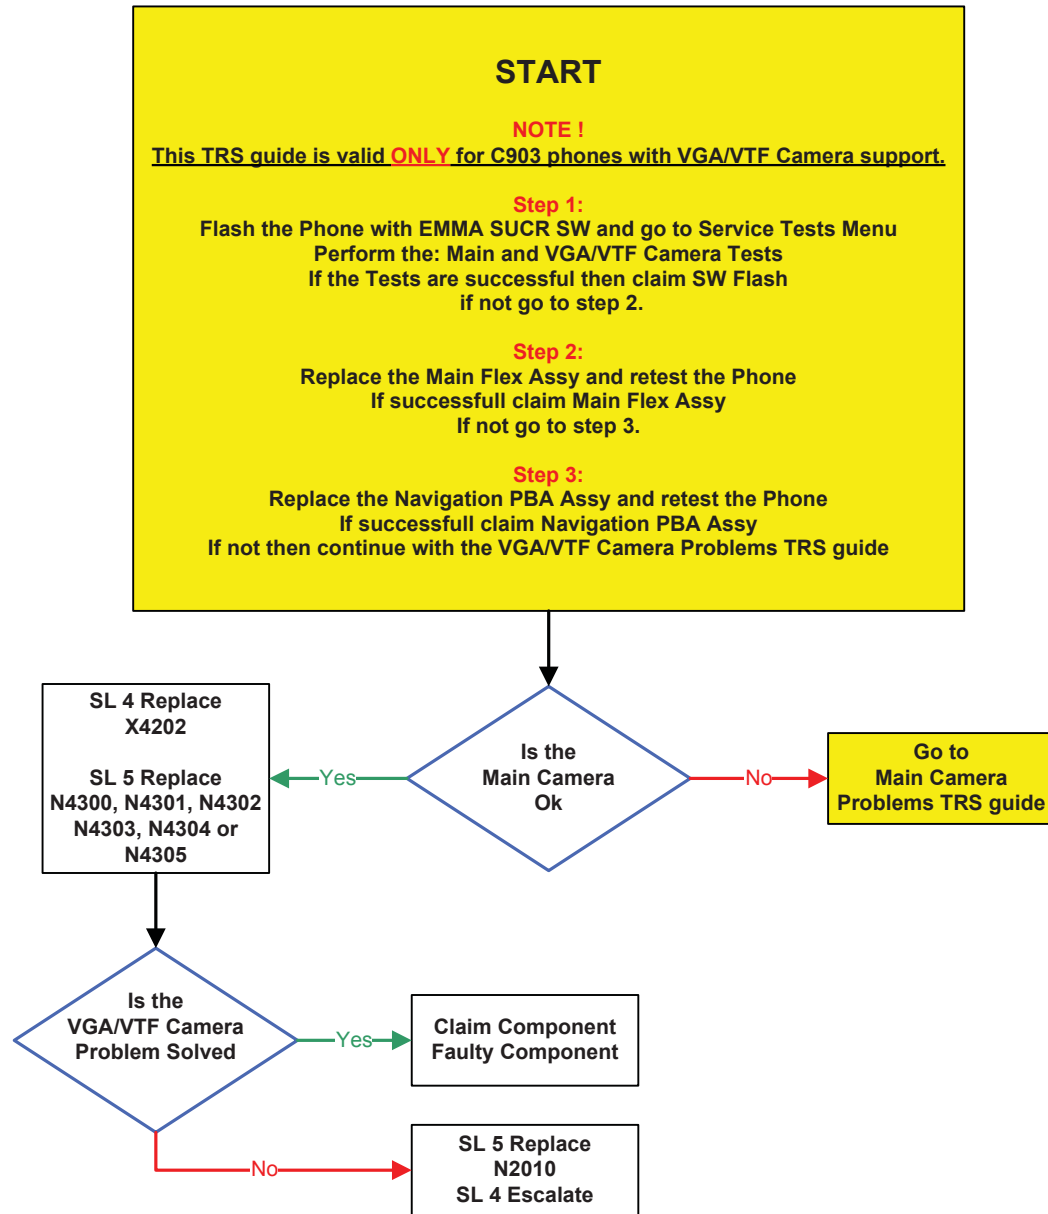 START
NOTE !
This TRS guide is valid ONLY for C903 phones with VGA/VTF Camera support.
Step 1:
Flash the Phone with EMMA SUCR SW and go to Service Tests Menu
Perform the: Main and VGA/VTF Camera Tests
If the Tests are successful then claim SW Flash
if not go to step 2.
Step 2:
Replace the Main Flex Assy and retest the Phone
If successfull claim Main Flex Assy
If not go to step 3.
Step 3:
Replace the Navigation PBA Assy and retest the Phone
If successfull claim Navigation PBA Assy
If not then continue with the VGA/VTF Camera Problems TRS guide
Is the
Main Camera
Ok
Yes
SL 4 Replace
X4202
SL 5 Replace
N4300, N4301, N4302
N4303, N4304 or
N4305
No
Go to
Main Camera
Problems TRS guide
Is the
VGA/VTF Camera
Problem Solved
Yes
Claim Component
Faulty Component
No
SL 5 Replace
N2010
SL 4 Escalate